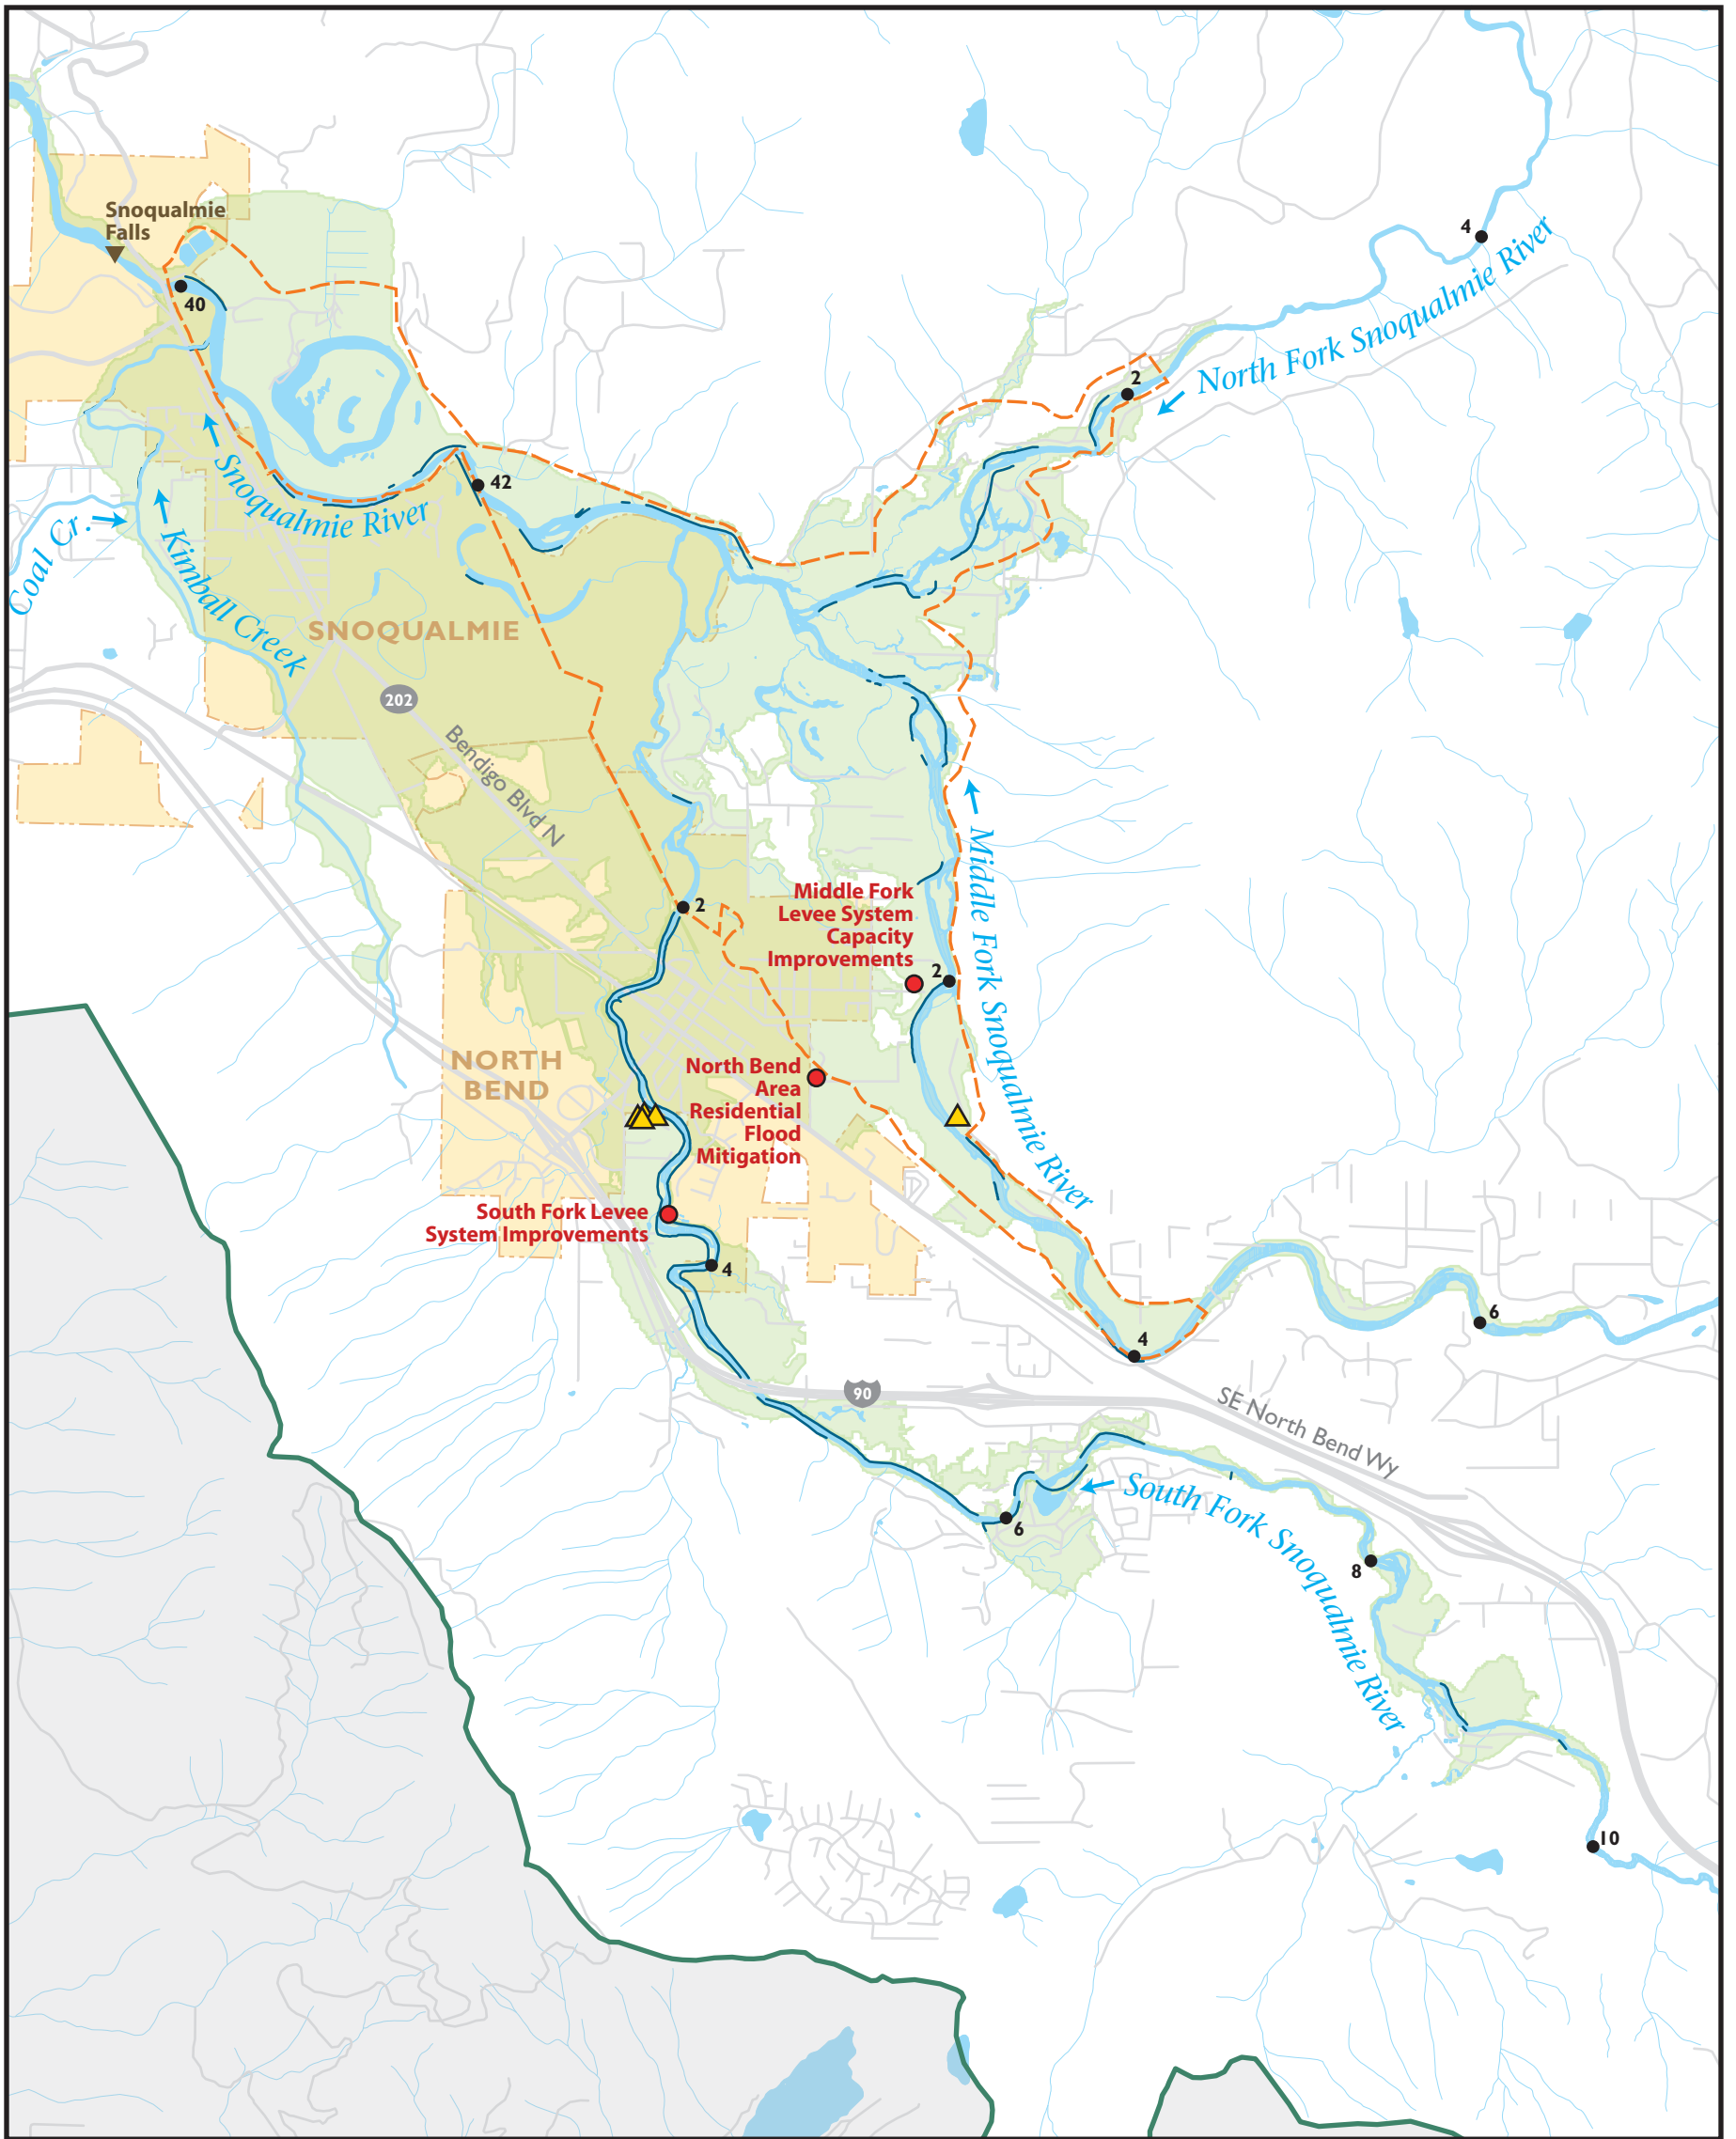 Snoqualmie
Falls
40
4
North Fork Snoqualmie River
2
42
Snoqualmie River
Coal Cr.
Kimball Creek
SNOQUALMIE
202
Bendigo Blvd N
Middle Fork
Levee System
Capacity
Improvements
2
2
Middle Fork Snoqualmie River
NORTH
BEND
North Bend
Area
Residential
Flood
Mitigation
South Fork Levee
System Improvements
4
4
6
90
SE North Bend Wy
South Fork Snoqualmie River
6
8
10